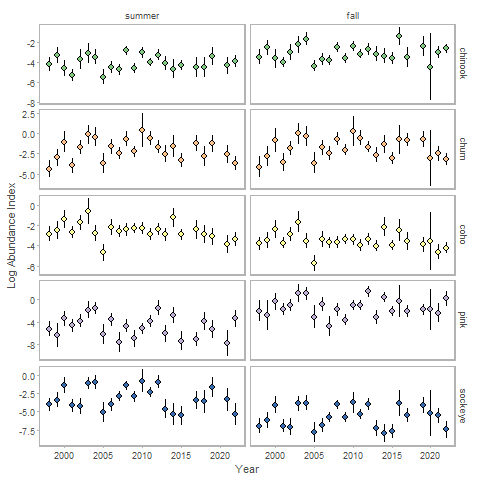 summer fall
-2
-4
-6
-8
chinook
2.5
0.0
-2.5
-5.0
chum
Log Abundance Index
0
-2
-4
-6
coho
0
-4
-8
pink
0.0
-2.5
-5.0
-7.5
sockeye
2000 2005 2010 2015 2020 2000 2005 2010 2015 2020
Year